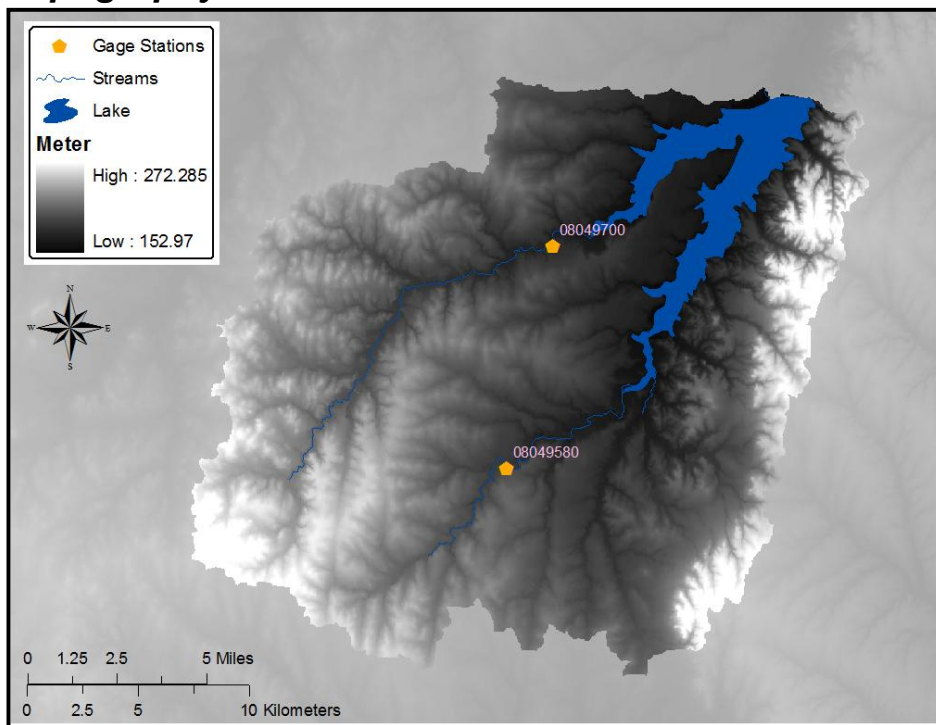 Gage Stations
Streams
Lake
Meter
High : 272.285
Low : 152.97
08049700
N
W E
S
08049580
0 1.25 2.5 5 Miles
0 2.5 5 10 Kilometers